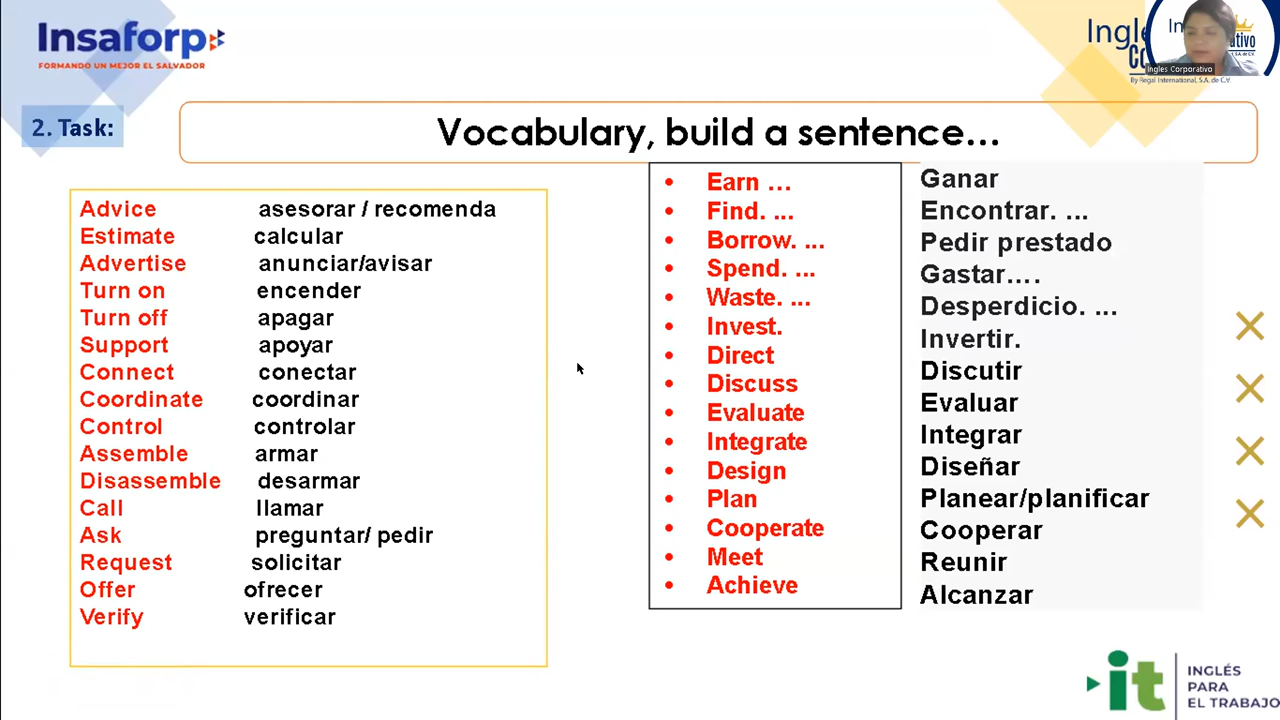 Insaforp
FORMANDO UN MEJOR EL SALVADOR
Ingles Corporativo
By Regal International, S.A. de C.V.
2. Task:
Vocabulary, build a sentence...
Advice asesorar / recomenda
Estimate calcular
Advertise anunciar/avisar
Turn on encender
Turn off apagar
Support apoyar
Connect conectar
Coordinate coordinar
Control controlar
Assemble armar
Disassemble desarmar
Call llamar
Ask preguntar/ pedir
Request solicitar
Offer ofrecer
Verify verificar
• Earn ...
• Find. ...
• Borrow. ...
• Spend. ...
• Waste. ...
• Invest.
• Direct
• Discuss
• Evaluate
• Integrate
• Design
• Plan
• Cooperate
• Meet
• Achieve
Ganar
Encontrar. ...
Pedir prestado
Gastar....
Desperdicio. ...
Invertir.
Discutir
Evaluar
Integrar
Diseñar
Planear/planificar
Cooperar
Reunir
Alcanzar
it
INGLÉS
PARA
EL TRABAJO